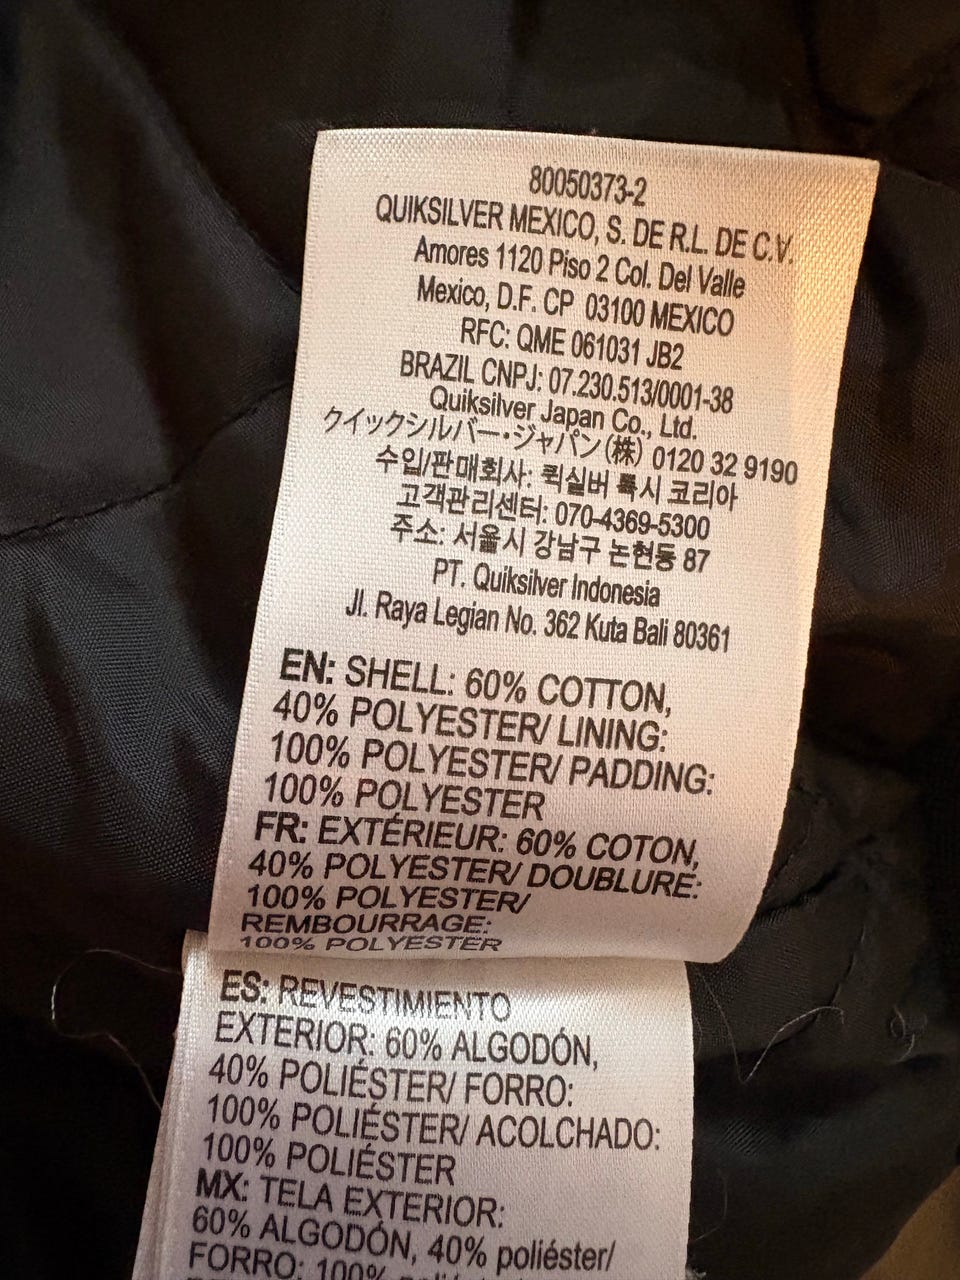 80050373-2
QUIKSILVER MEXICO, S. DE R.L. DE C.V.
Amores 1120 Piso 2 Col. Del Valle
Mexico, D.F. CP 03100 MEXICO
RFC: QME 061031 JB2
BRAZIL CNPJ: 07.230.513/0001-38
Quiksilver Japan Co., Ltd.
クイックシルバー・ジャパン(株) 0120 32 9190
수입/판매회사: 퀵실버 록시 코리아
고객관리센터: 070-4369-5300
주소: 서울시 강남구 논현동 87
PT. Quiksilver Indonesia
Jl. Raya Legian No. 362 Kuta Bali 80361
EN: SHELL: 60% COTTON,
40% POLYESTER/ LINING:
100% POLYESTER/ PADDING:
100% POLYESTER
FR: EXTÉRIEUR: 60% COTON,
40% POLYESTER/ DOUBLURE:
100% POLYESTER/
REMBOURRAGE:
100% POLYESTER
ES: REVESTIMIENTO
EXTERIOR: 60% ALGODÓN,
40% POLIÉSTER/ FORRO:
100% POLIÉSTER/ ACOLCHADO:
100% POLIÉSTER
MX: TELA EXTERIOR:
60% ALGODÓN, 40% poliéster/
FORRO: 100%